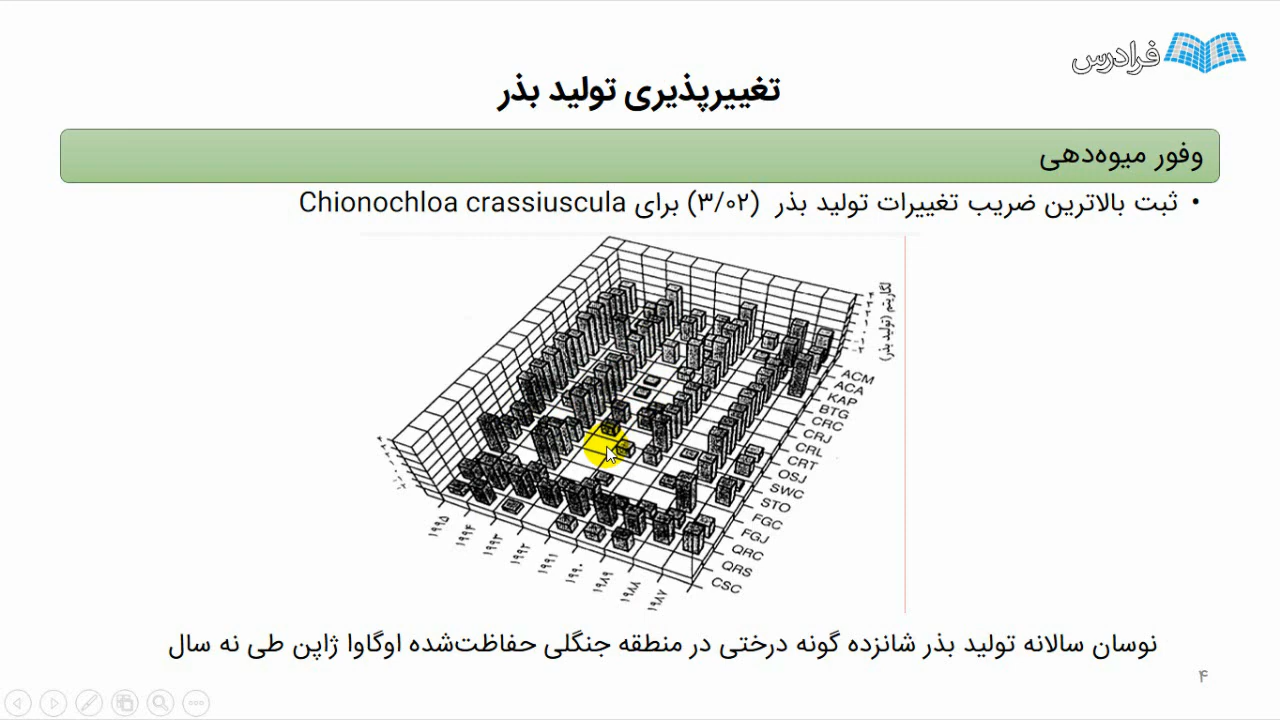 فرادرس
تغییرپذیری تولید بذر
وفور میوه‌دهی
• ثبت بالاترین ضریب تغییرات تولید بذر (۳/۰۲) برای Chionochloa crassiuscula
لگاریتم (تولید بذر)
ACM
ACA
KAP
BTG
CRC
CRJ
CRL
CRT
OSJ
SWC
STO
FGC
FGJ
QRC
QRS
CSC
۱۹۹۵
۱۹۹۴
۱۹۹۳
۱۹۹۲
۱۹۹۱
۱۹۹۰
۱۹۸۹
۱۹۸۸
۱۹۸۷
نوسان سالانه تولید بذر شانزده گونه درختی در منطقه جنگلی حفاظت‌شده اوگاوا ژاپن طی نه سال
۴